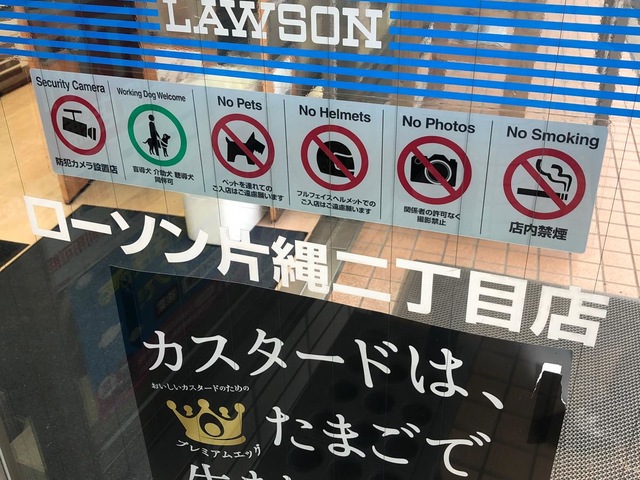 LAWSON
Security Camera
防犯カメラ設置店
Working Dog Welcome
盲導犬 介助犬 聴導犬
同伴可
No Pets
ペットを連れての
ご入店はご遠慮願います
No Helmets
フルフェイスヘルメットでの
ご入店はご遠慮願います
No Photos
関係者の許可なく
撮影禁止
No Smoking
店内禁煙
ローソン片縄二丁目店
カスタードは、
おいしいカスタードのための
プレミアムエッグ
たまごで